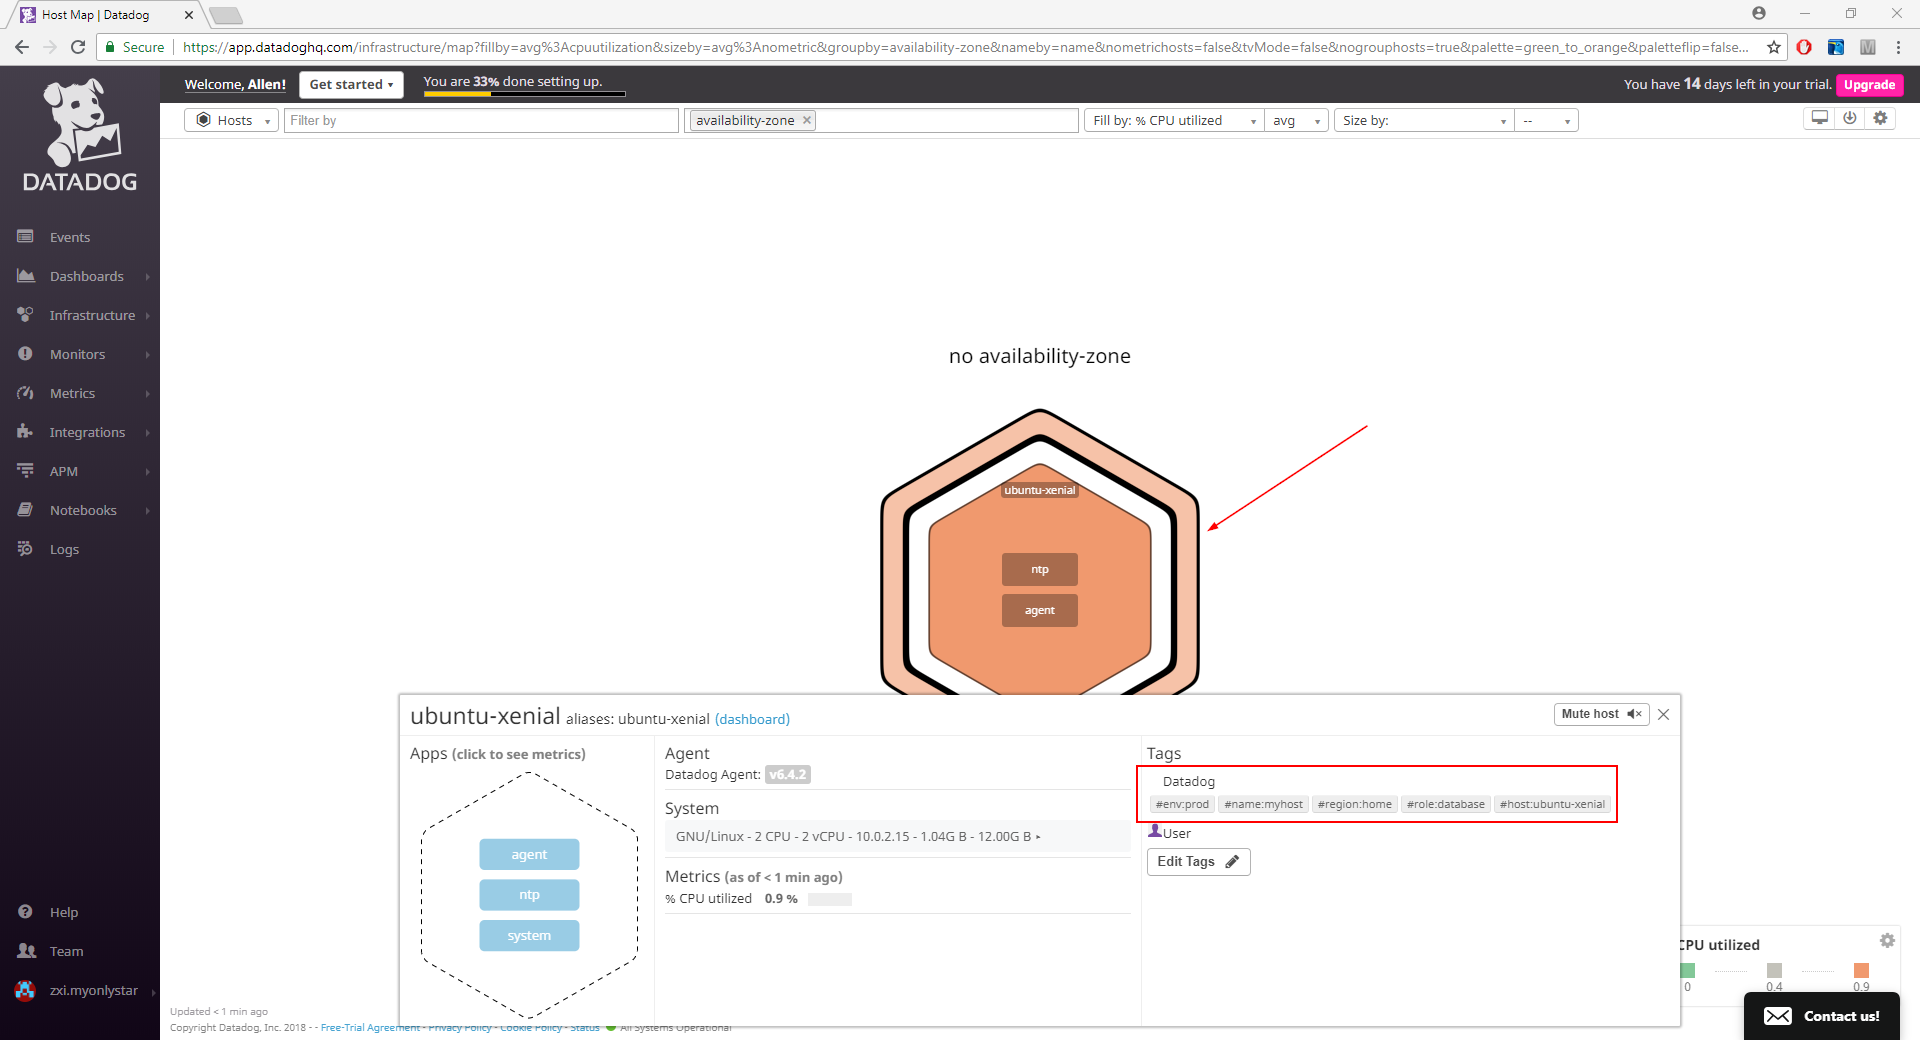 Host Map | Datadog
Secure https://app.datadoghq.com/infrastructure/map?fillby=avg%3Acpuutilization&sizeby=avg%3Anometric&groupby=availability-zone&nameby=name&nometrichosts=false&tvMode=false&nogrouphosts=true&palette=green_to_orange&paletteflip=false...
DATADOG
Welcome, Allen!
Get started
You are 33% done setting up.
You have 14 days left in your trial.
Upgrade
Hosts
Filter by
availability-zone
Fill by: % CPU utilized
avg
Size by:
--
Events
Dashboards
Infrastructure
Monitors
Metrics
Integrations
APM
Notebooks
Logs
Help
Team
zxi.myonlystar
no availability-zone
ubuntu-xenial
ntp
agent
ubuntu-xenial aliases: ubuntu-xenial (dashboard)
Mute host
Apps (click to see metrics)
agent
ntp
system
Agent
Datadog Agent: v6.4.2
System
GNU/Linux - 2 CPU - 2 vCPU - 10.0.2.15 - 1.04G B - 12.00G B
Metrics (as of < 1 min ago)
% CPU utilized 0.9 %
Tags
Datadog
#env:prod #name:myhost #region:home #role:database #host:ubuntu-xenial
User
Edit Tags
CPU utilized
0 0.4 0.9
Updated < 1 min ago
Copyright Datadog, Inc. 2018 - - Free-Trial Agreement - Privacy Policy - Cookie Policy - Status All Systems Operational
Contact us!